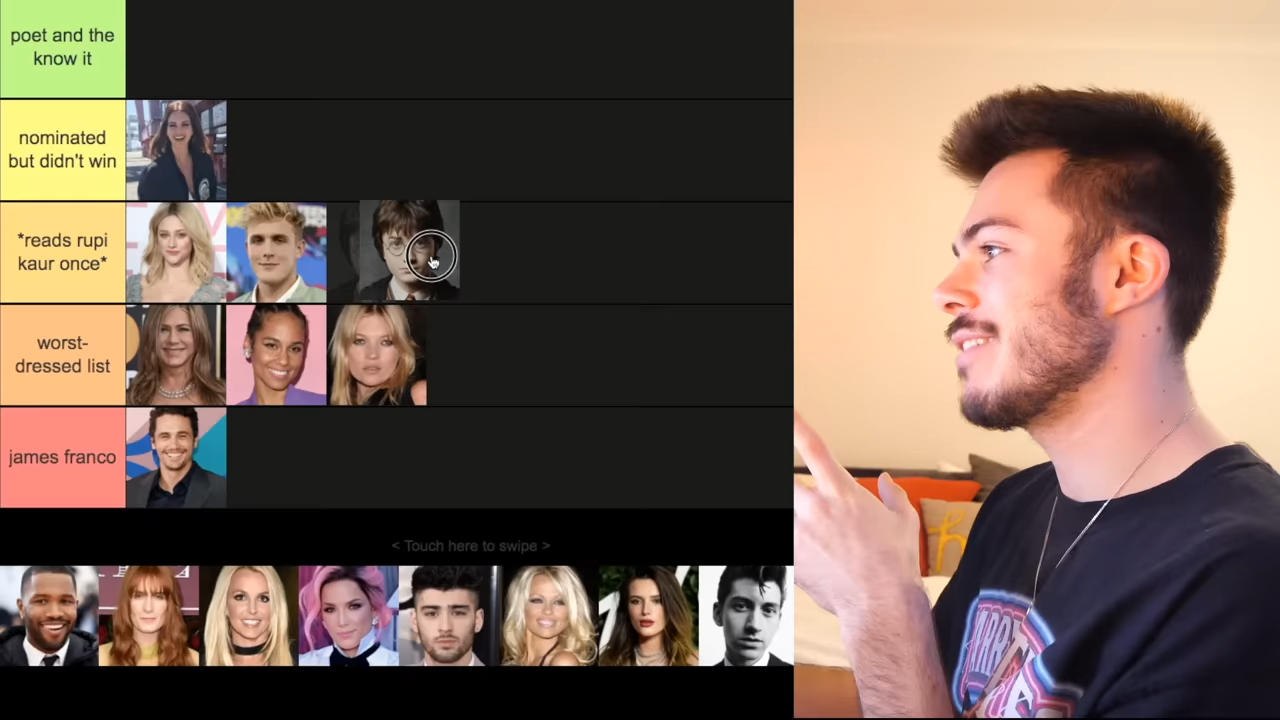 poet and the
know it
nominated
but didn't win
*reads rupi
kaur once*
worst-
dressed list
james franco
< Touch here to swipe >